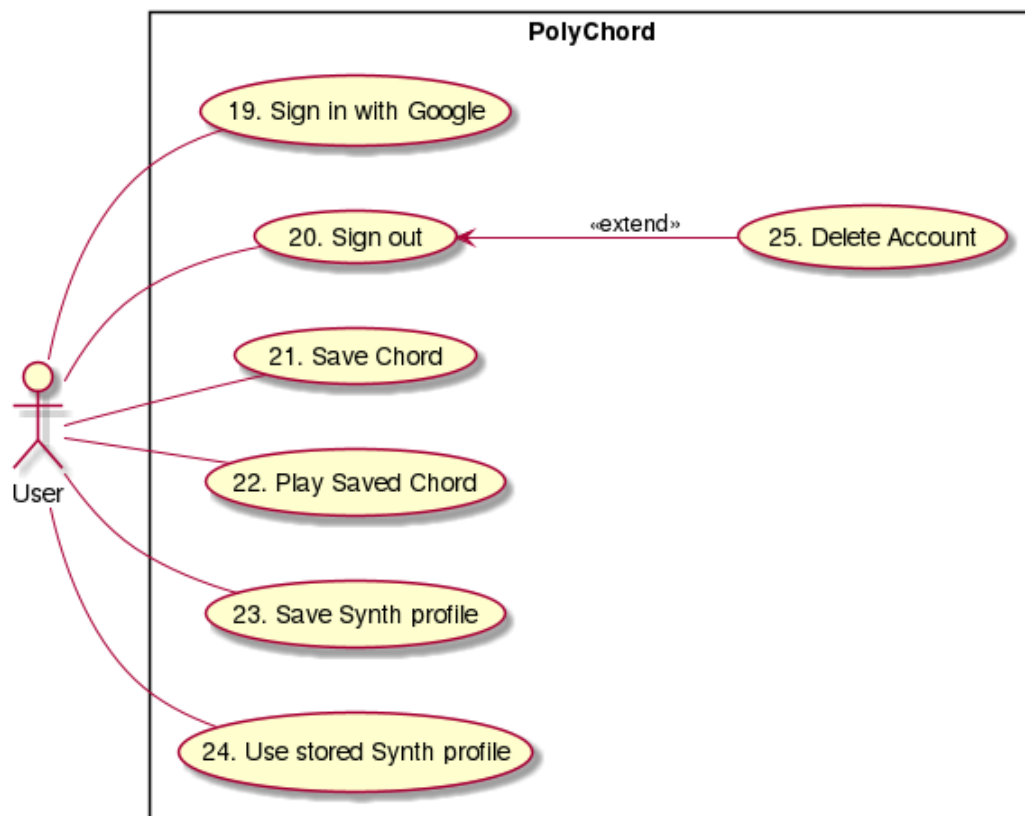 PolyChord
19. Sign in with Google
20. Sign out
«extend»
25. Delete Account
21. Save Chord
22. Play Saved Chord
User
23. Save Synth profile
24. Use stored Synth profile